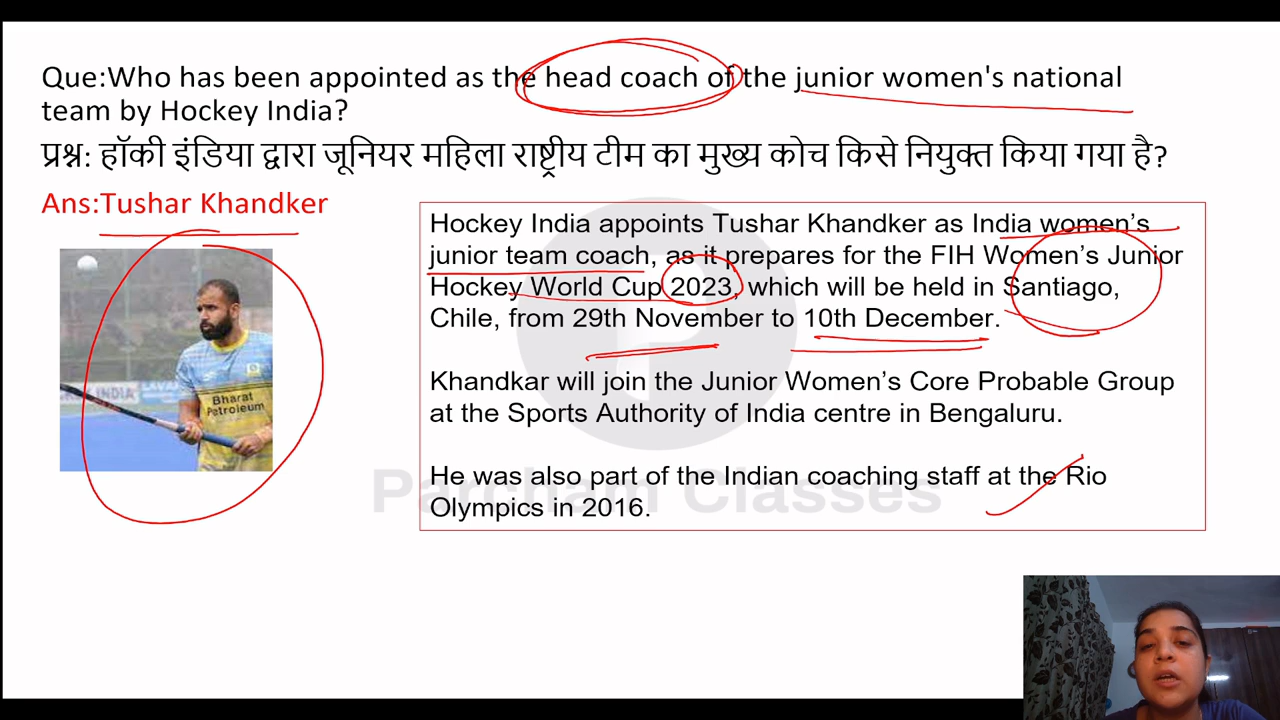 Que:Who has been appointed as the head coach of the junior women's national
team by Hockey India?
प्रश्न: हॉकी इंडिया द्वारा जूनियर महिला राष्ट्रीय टीम का मुख्य कोच किसे नियुक्त किया गया है?
Ans:Tushar Khandker
Hockey India appoints Tushar Khandker as India women’s
junior team coach, as it prepares for the FIH Women’s Junior
Hockey World Cup 2023, which will be held in Santiago,
Chile, from 29th November to 10th December.
Khandkar will join the Junior Women’s Core Probable Group
at the Sports Authority of India centre in Bengaluru.
He was also part of the Indian coaching staff at the Rio
Olympics in 2016.
Parcham Classes
Bharat
Petroleum